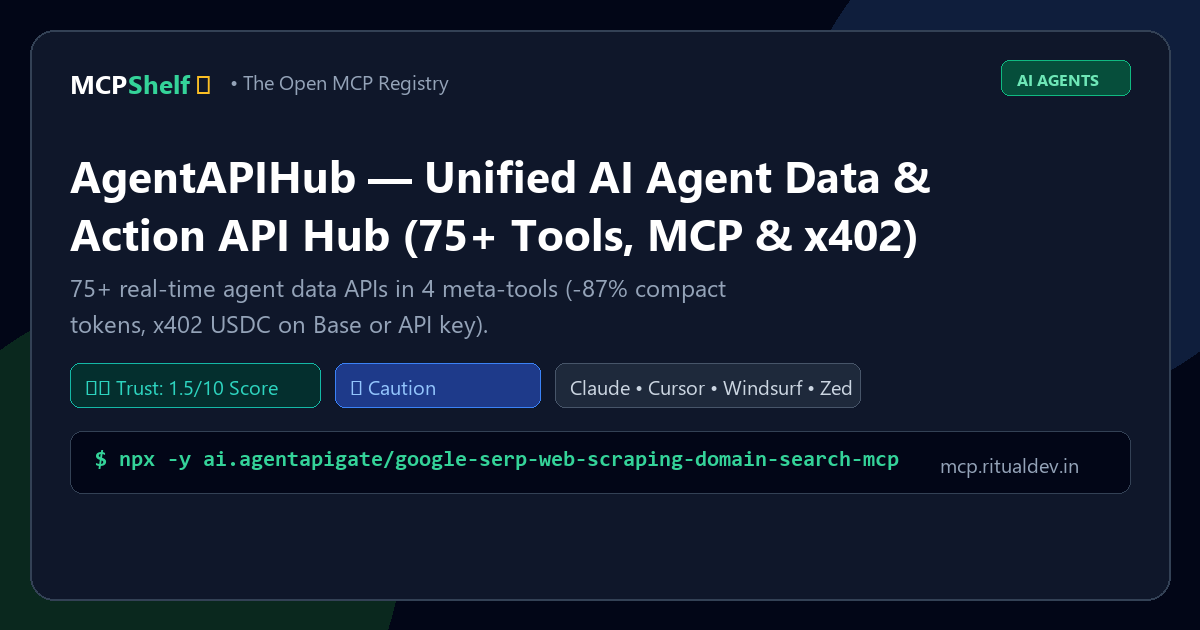 MCPShelf • The Open MCP Registry
AI AGENTS
AgentAPIHub — Unified AI Agent Data &
Action API Hub (75+ Tools, MCP & x402)
75+ real-time agent data APIs in 4 meta-tools (-87% compact
tokens, x402 USDC on Base or API key).
Trust: 1.5/10 Score
Caution
Claude • Cursor • Windsurf • Zed
$ npx -y ai.agentapigate/google-serp-web-scraping-domain-search-mcp
mcp.ritualdev.in